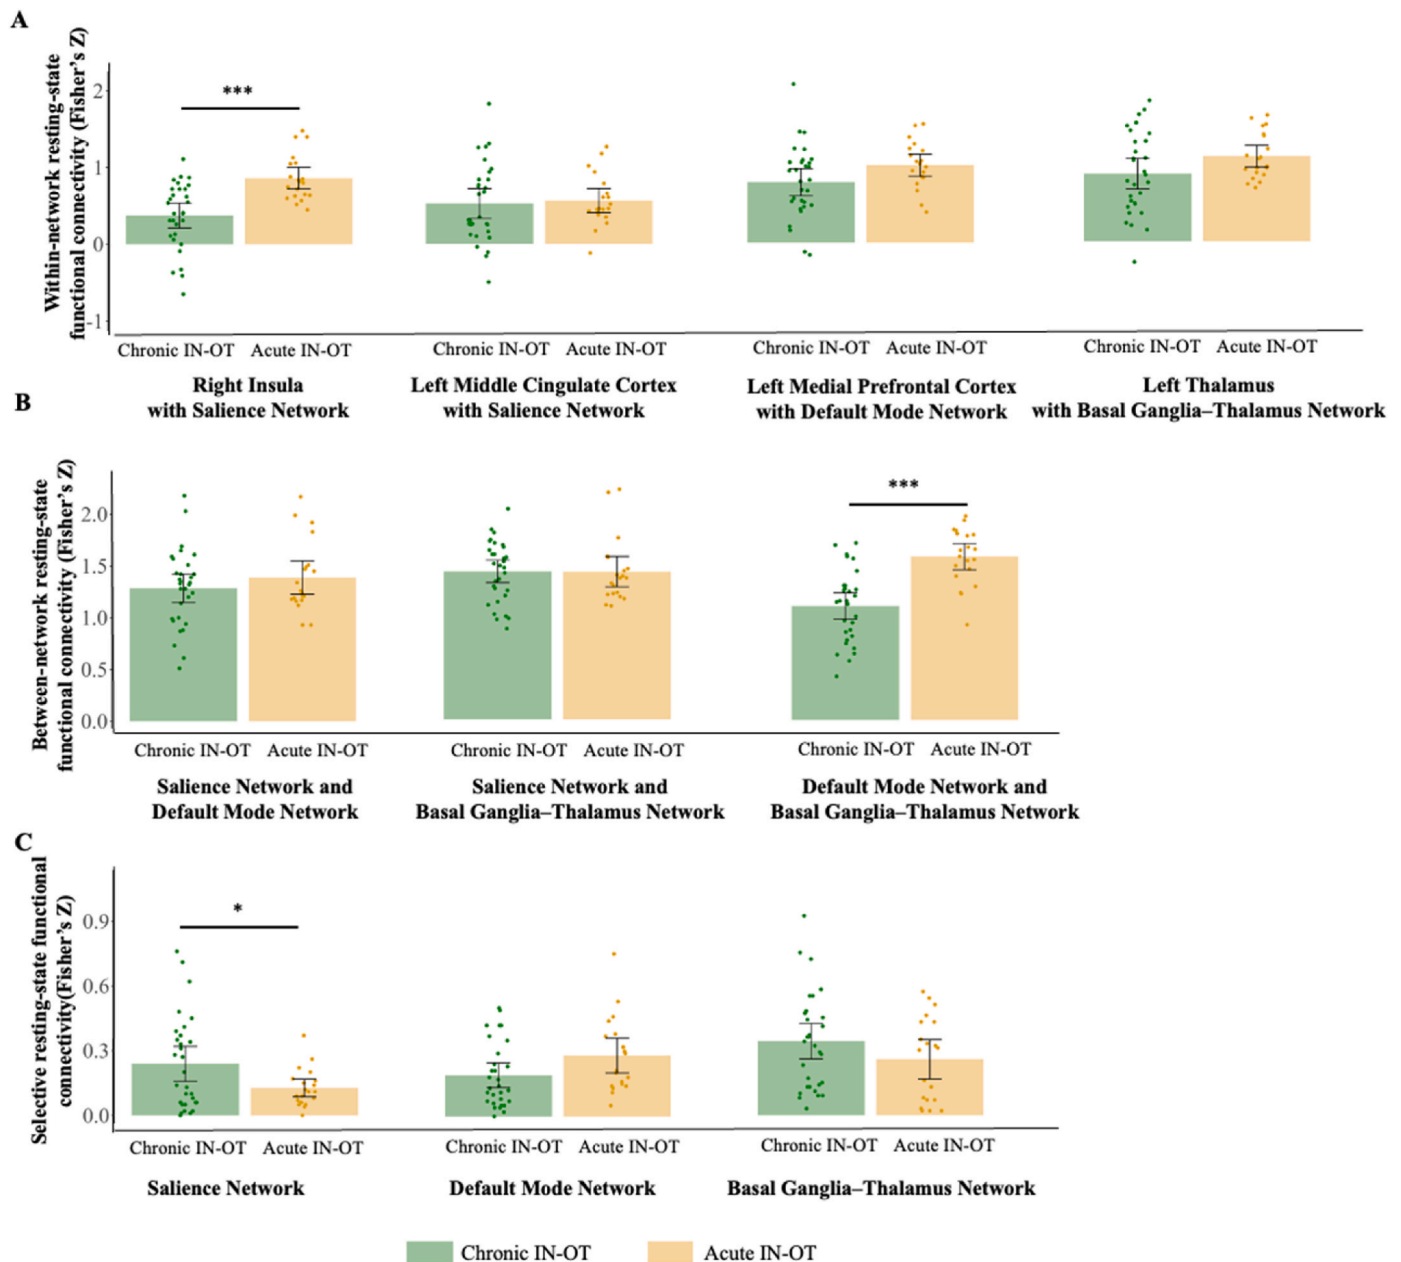 A
Within-network resting-state
functional connectivity (Fisher's Z)
2
1
0
-1
***
Chronic IN-OT Acute IN-OT Chronic IN-OT Acute IN-OT Chronic IN-OT Acute IN-OT Chronic IN-OT Acute IN-OT
Right Insula
with Salience Network
Left Middle Cingulate Cortex
with Salience Network
Left Medial Prefrontal Cortex
with Default Mode Network
Left Thalamus
with Basal Ganglia–Thalamus Network
B
Between-network resting-state
functional connectivity (Fisher's Z)
2.0
1.5
1.0
0.5
0.0
***
Chronic IN-OT Acute IN-OT Chronic IN-OT Acute IN-OT Chronic IN-OT Acute IN-OT
Salience Network and
Default Mode Network
Salience Network and
Basal Ganglia–Thalamus Network
Default Mode Network and
Basal Ganglia–Thalamus Network
C
Selective resting-state functional
connectivity(Fisher's Z)
0.9
0.6
0.3
0.0
*
Chronic IN-OT Acute IN-OT Chronic IN-OT Acute IN-OT Chronic IN-OT Acute IN-OT
Salience Network
Default Mode Network
Basal Ganglia–Thalamus Network
Chronic IN-OT Acute IN-OT